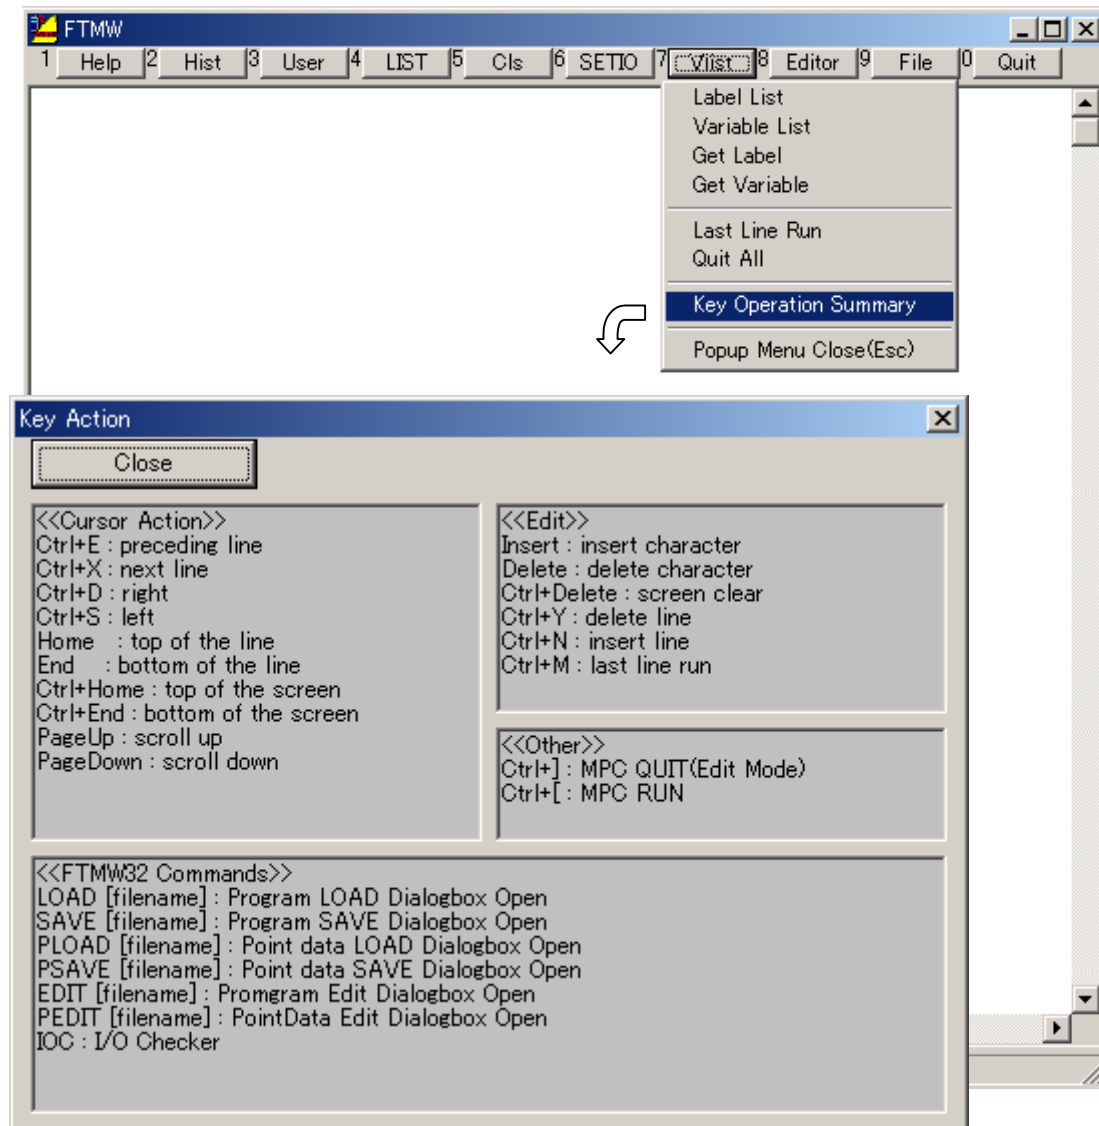 FTMW
1 Help 2 Hist 3 User 4 LIST 5 Cls 6 SETIO 7 Vlist 8 Editor 9 File 0 Quit
Label List
Variable List
Get Label
Get Variable
Last Line Run
Quit All
Key Operation Summary
Popup Menu Close(Esc)
Key Action
Close
<<Cursor Action>>
Ctrl+E : preceding line
Ctrl+X : next line
Ctrl+D : right
Ctrl+S : left
Home : top of the line
End : bottom of the line
Ctrl+Home : top of the screen
Ctrl+End : bottom of the screen
PageUp : scroll up
PageDown : scroll down
<<Edit>>
Insert : insert character
Delete : delete character
Ctrl+Delete : screen clear
Ctrl+Y : delete line
Ctrl+N : insert line
Ctrl+M : last line run
<<Other>>
Ctrl+] : MPC QUIT(Edit Mode)
Ctrl+[ : MPC RUN
<<FTMW32 Commands>>
LOAD [filename] : Program LOAD Dialogbox Open
SAVE [filename] : Program SAVE Dialogbox Open
PLOAD [filename] : Point data LOAD Dialogbox Open
PSAVE [filename] : Point data SAVE Dialogbox Open
EDIT [filename] : Promgram Edit Dialogbox Open
PEDIT [filename] : PointData Edit Dialogbox Open
IOC : I/O Checker